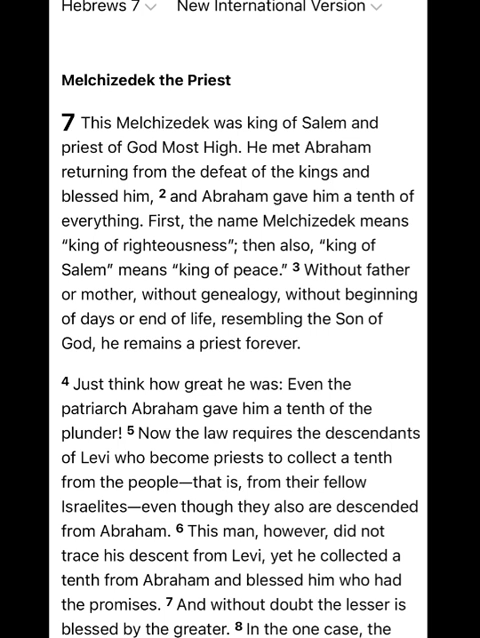 Hebrews 7 New International Version
Melchizedek the Priest
7 This Melchizedek was king of Salem and
priest of God Most High. He met Abraham
returning from the defeat of the kings and
blessed him, 2 and Abraham gave him a tenth of
everything. First, the name Melchizedek means
“king of righteousness”; then also, “king of
Salem” means “king of peace.” 3 Without father
or mother, without genealogy, without beginning
of days or end of life, resembling the Son of
God, he remains a priest forever.
4 Just think how great he was: Even the
patriarch Abraham gave him a tenth of the
plunder! 5 Now the law requires the descendants
of Levi who become priests to collect a tenth
from the people—that is, from their fellow
Israelites—even though they also are descended
from Abraham. 6 This man, however, did not
trace his descent from Levi, yet he collected a
tenth from Abraham and blessed him who had
the promises. 7 And without doubt the lesser is
blessed by the greater. 8 In the one case, the